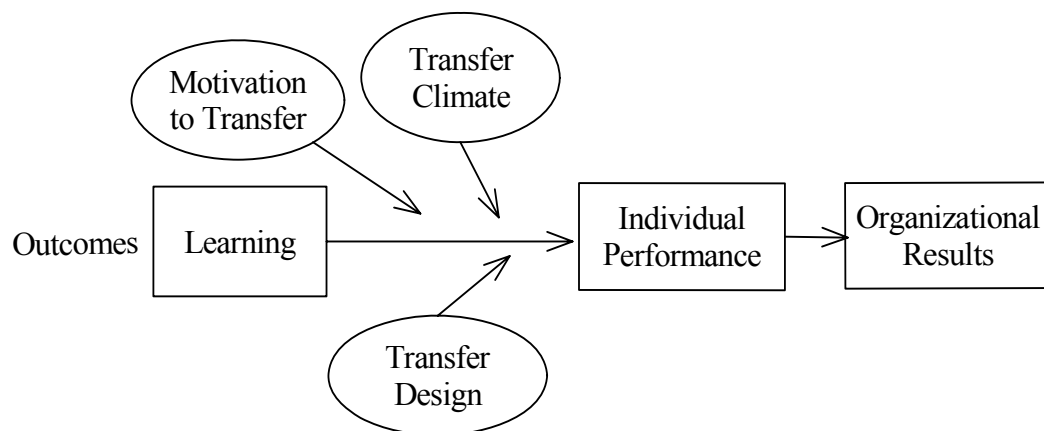 Transfer
Climate
Motivation
to Transfer
Outcomes
Learning
Individual
Performance
Organizational
Results
Transfer
Design